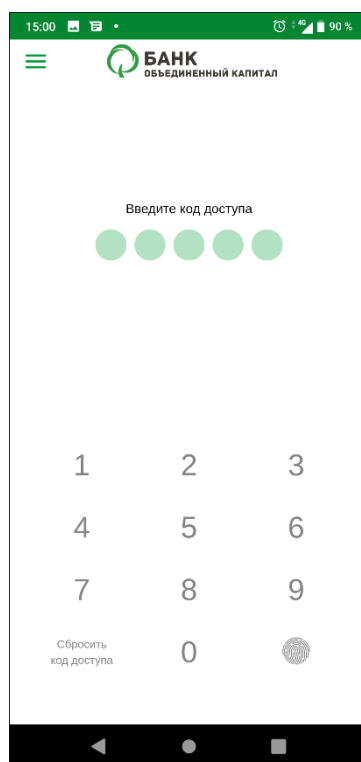 15:00 4G 90 %
БАНК
ОБЪЕДИНЕННЫЙ КАПИТАЛ
Введите код доступа
1 2 3
4 5 6
7 8 9
Сбросить
код доступа
0